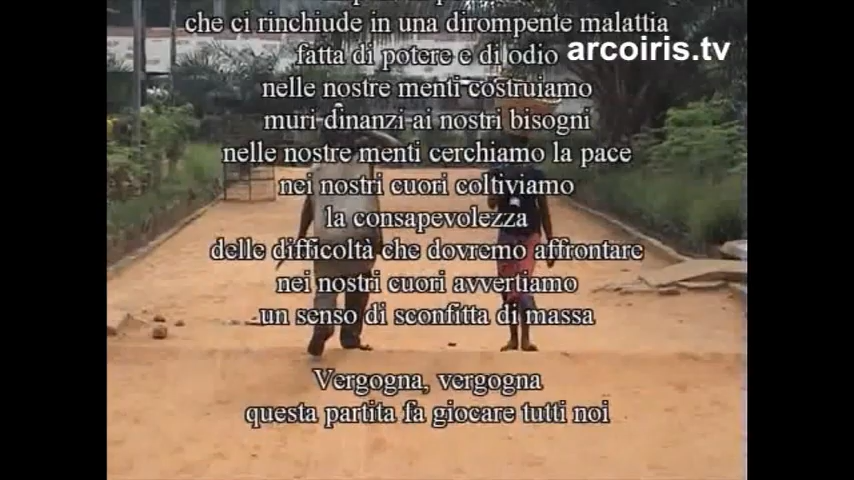 che ci rinchiude in una dirompente malattia
fatta di potere e di odio
arcoiris.tv
nelle nostre menti costruiamo
muri dinanzi ai nostri bisogni
nelle nostre menti cerchiamo la pace
nei nostri cuori coltiviamo
la consapevolezza
delle difficoltà che dovremo affrontare
nei nostri cuori avvertiamo
un senso di sconfitta di massa
Vergogna, vergogna
questa partita fa giocare tutti noi